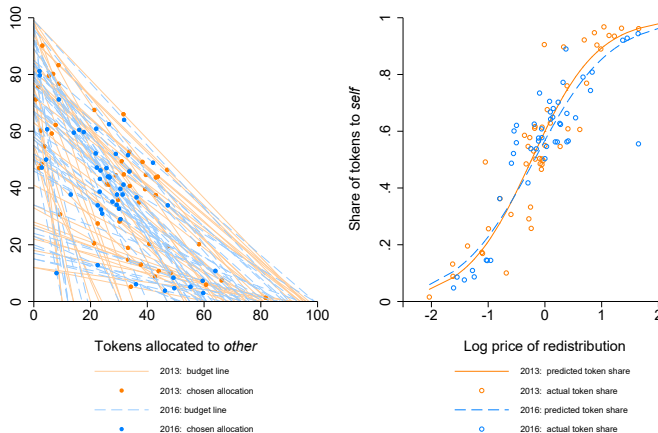 100
80
60
40
20
0
0 20 40 60 80 100
Tokens allocated to other
2013: budget line
2013: chosen allocation
2016: budget line
2016: chosen allocation
Share of tokens to self
1
.8
.6
.4
.2
0
-2 -1 0 1 2
Log price of redistribution
2013: predicted token share
2013: actual token share
2016: predicted token share
2016: actual token share